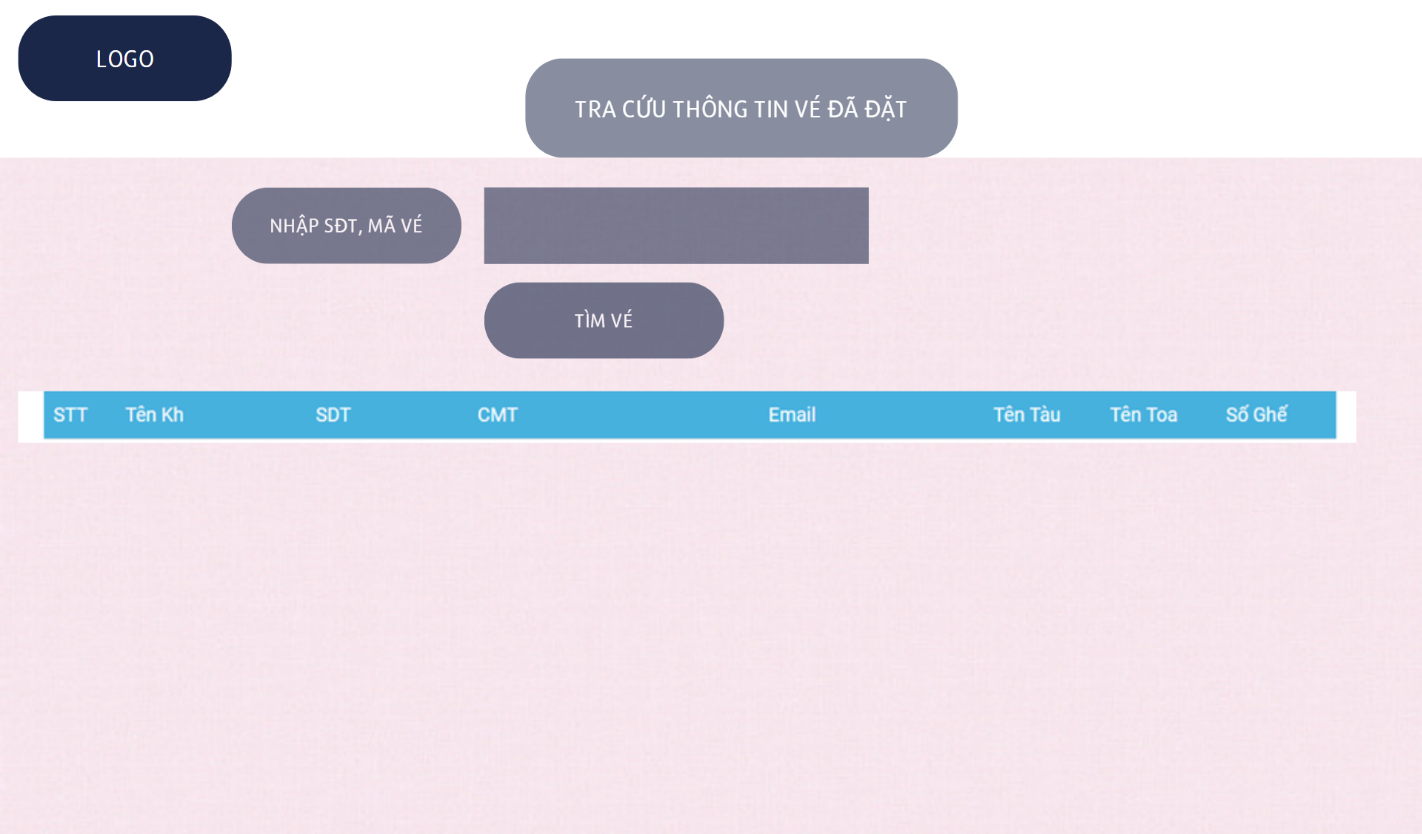 LOGO
TRA CỨU THÔNG TIN VÉ ĐÃ ĐẶT
NHẬP SĐT, MÃ VÉ
TÌM VÉ
STT Tên Kh SDT CMT Email Tên Tàu Tên Toa Số Ghế